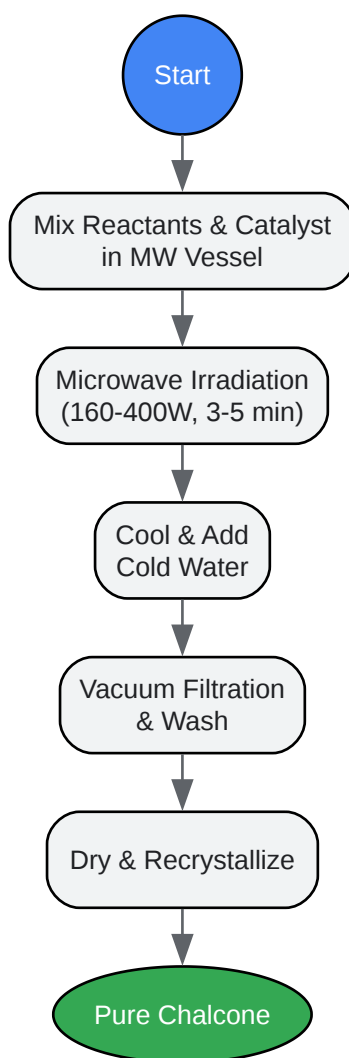 Start
Mix Reactants & Catalyst
in MW Vessel
Microwave Irradiation
(160-400W, 3-5 min)
Cool & Add
Cold Water
Vacuum Filtration
& Wash
Dry & Recrystallize
Pure Chalcone